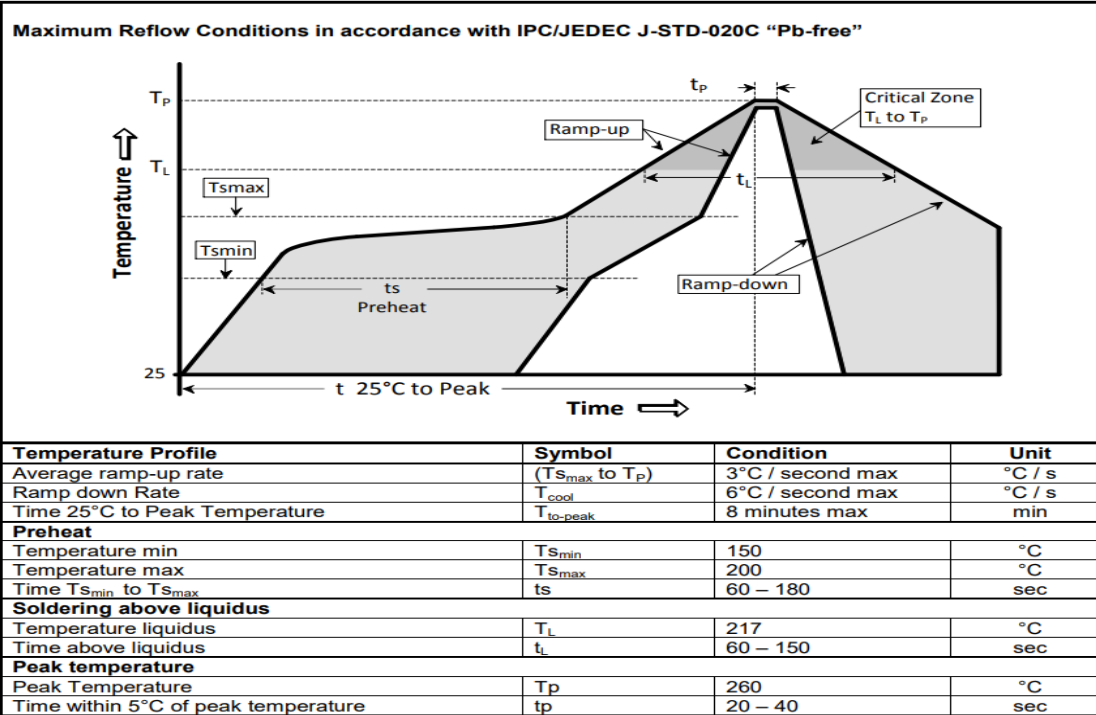 Maximum Reflow Conditions in accordance with IPC/JEDEC J-STD-020C “Pb-free”
tP
TP
Critical Zone
TL to TP
Ramp-up
TL
tL
Tsmax
Temperature
Tsmin
ts
Preheat
Ramp-down
25
t 25°C to Peak
Time
Temperature Profile Symbol Condition Unit
Average ramp-up rate (Tsmax to TP) 3°C / second max °C / s
Ramp down Rate Tcool 6°C / second max °C / s
Time 25°C to Peak Temperature Tto-peak 8 minutes max min
Preheat
Temperature min Tsmin 150 °C
Temperature max Tsmax 200 °C
Time Tsmin to Tsmax ts 60 – 180 sec
Soldering above liquidus
Temperature liquidus TL 217 °C
Time above liquidus tL 60 – 150 sec
Peak temperature
Peak Temperature Tp 260 °C
Time within 5°C of peak temperature tp 20 – 40 sec